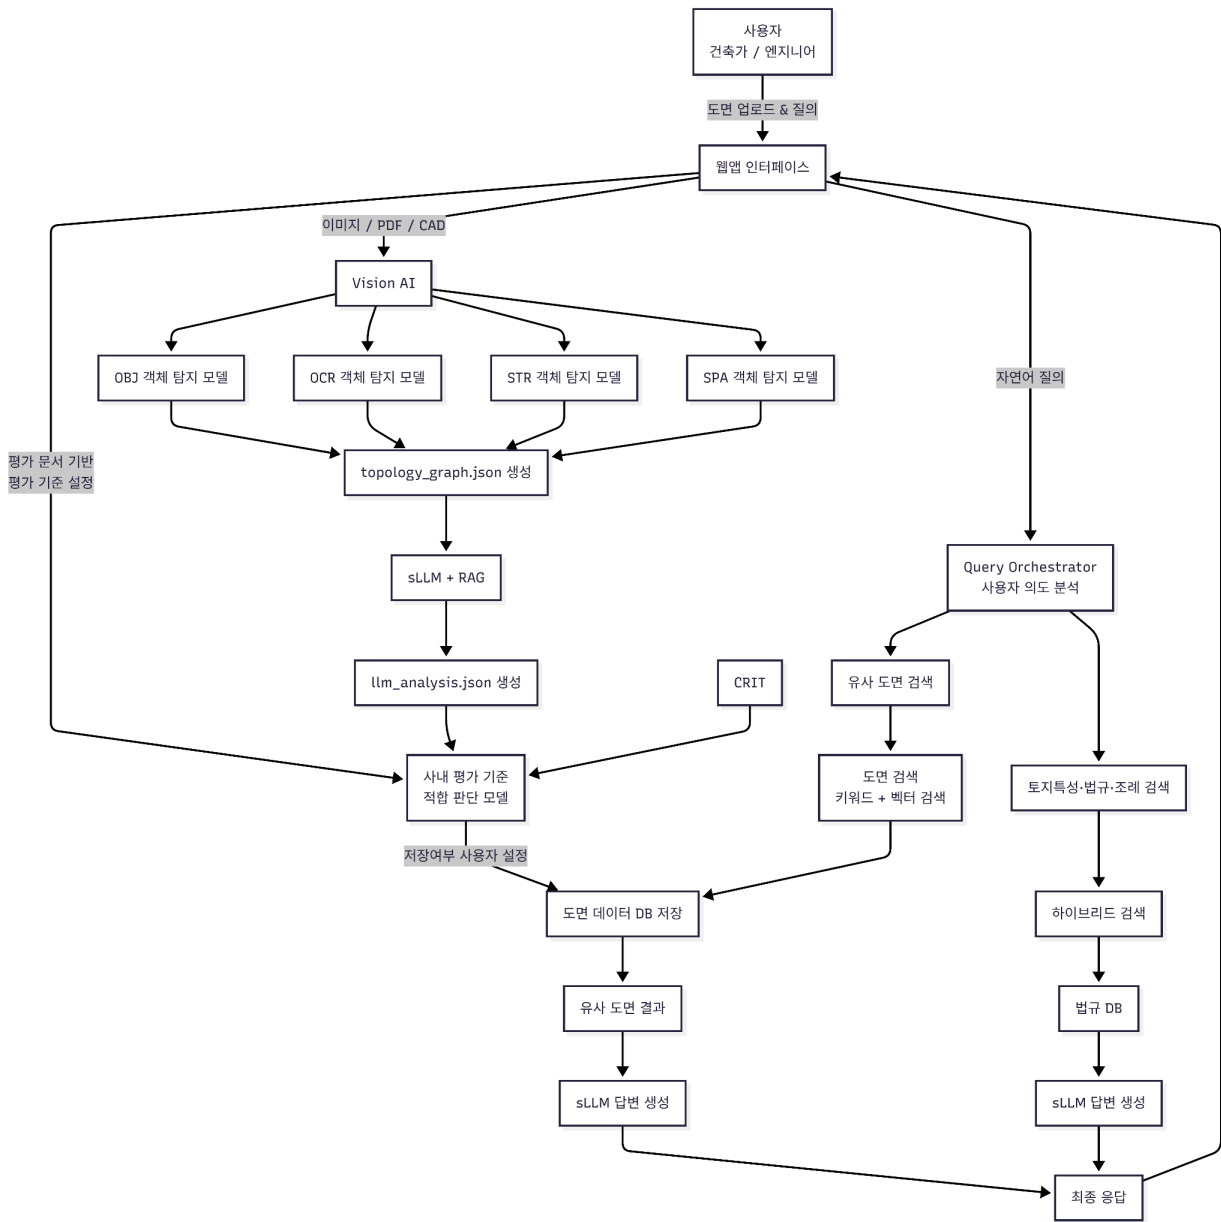 사용자
건축가 / 엔지니어
도면 업로드 & 질의
웹앱 인터페이스
이미지 / PDF / CAD
Vision AI
OBJ 객체 탐지 모델
OCR 객체 탐지 모델
STR 객체 탐지 모델
SPA 객체 탐지 모델
자연어 질의
평가 문서 기반
평가 기준 설정
topology_graph.json 생성
sLLM + RAG
Query Orchestrator
사용자 의도 분석
llm_analysis.json 생성
CRIT
유사 도면 검색
사내 평가 기준
적합 판단 모델
도면 검색
키워드 + 벡터 검색
토지특성·법규·조례 검색
저장여부 사용자 설정
도면 데이터 DB 저장
하이브리드 검색
유사 도면 결과
법규 DB
sLLM 답변 생성
sLLM 답변 생성
최종 응답